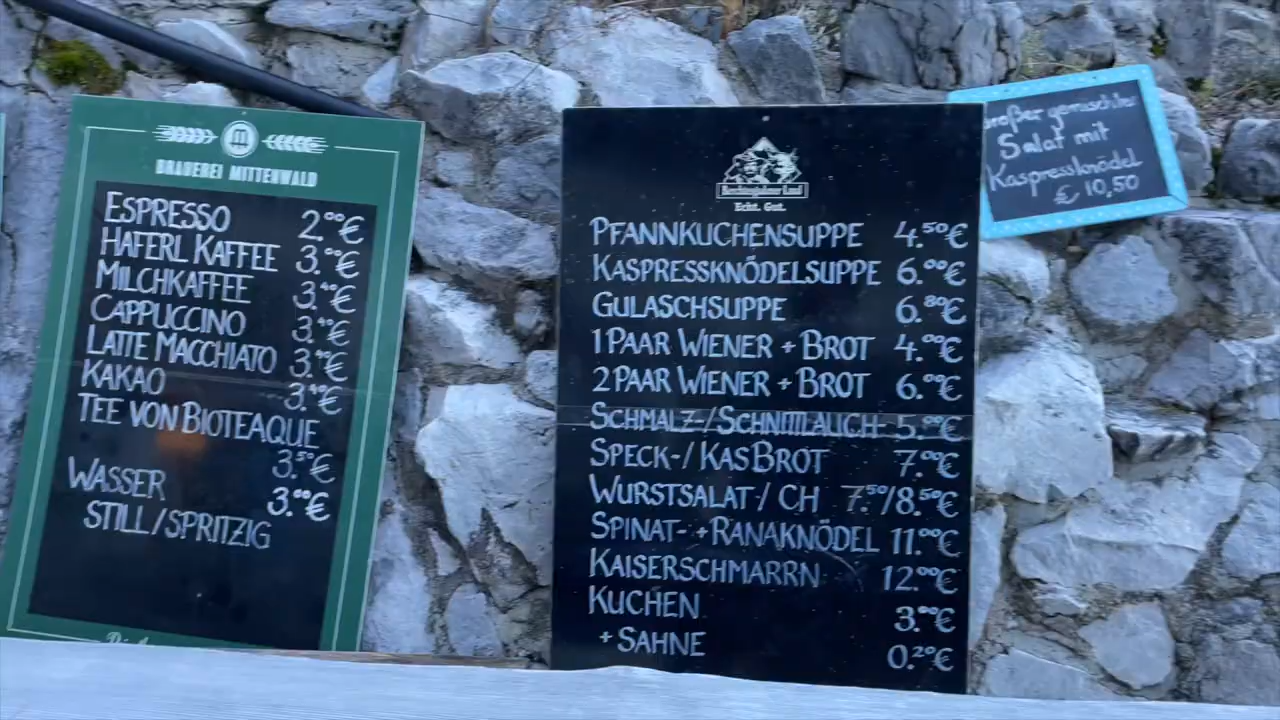 BRAUEREI MITTENWALD
ESPRESSO 2.00€
HAFERL KAFFEE 3.00€
MILCHKAFFEE 3.40€
CAPPUCCINO 3.40€
LATTE MACCHIATO 3.40€
KAKAO 3.40€
TEE VON BIOTEAQUE
3.50€
WASSER 3.00€
STILL/SPRITZIG
Berchtesgadener Land
Echt. Gut.
PFANNKUCHENSUPPE 4.50€
KASPRESSKNÖDELSUPPE 6.00€
GULASCHSUPPE 6.80€
1 PAAR WIENER + BROT 4.00€
2 PAAR WIENER + BROT 6.00€
SCHMALZ-/SCHNITTLAUCH- 5.00€
SPECK-/KASBROT 7.00€
WURSTSALAT / CH 7.50/8.50€
SPINAT- + RANAKNÖDEL 11.00€
KAISERSCHMARRN 12.00€
KUCHEN 3.00€
+ SAHNE 0.20€
Großer gemischter
Salat mit
Kaspressknödel
€ 10,50